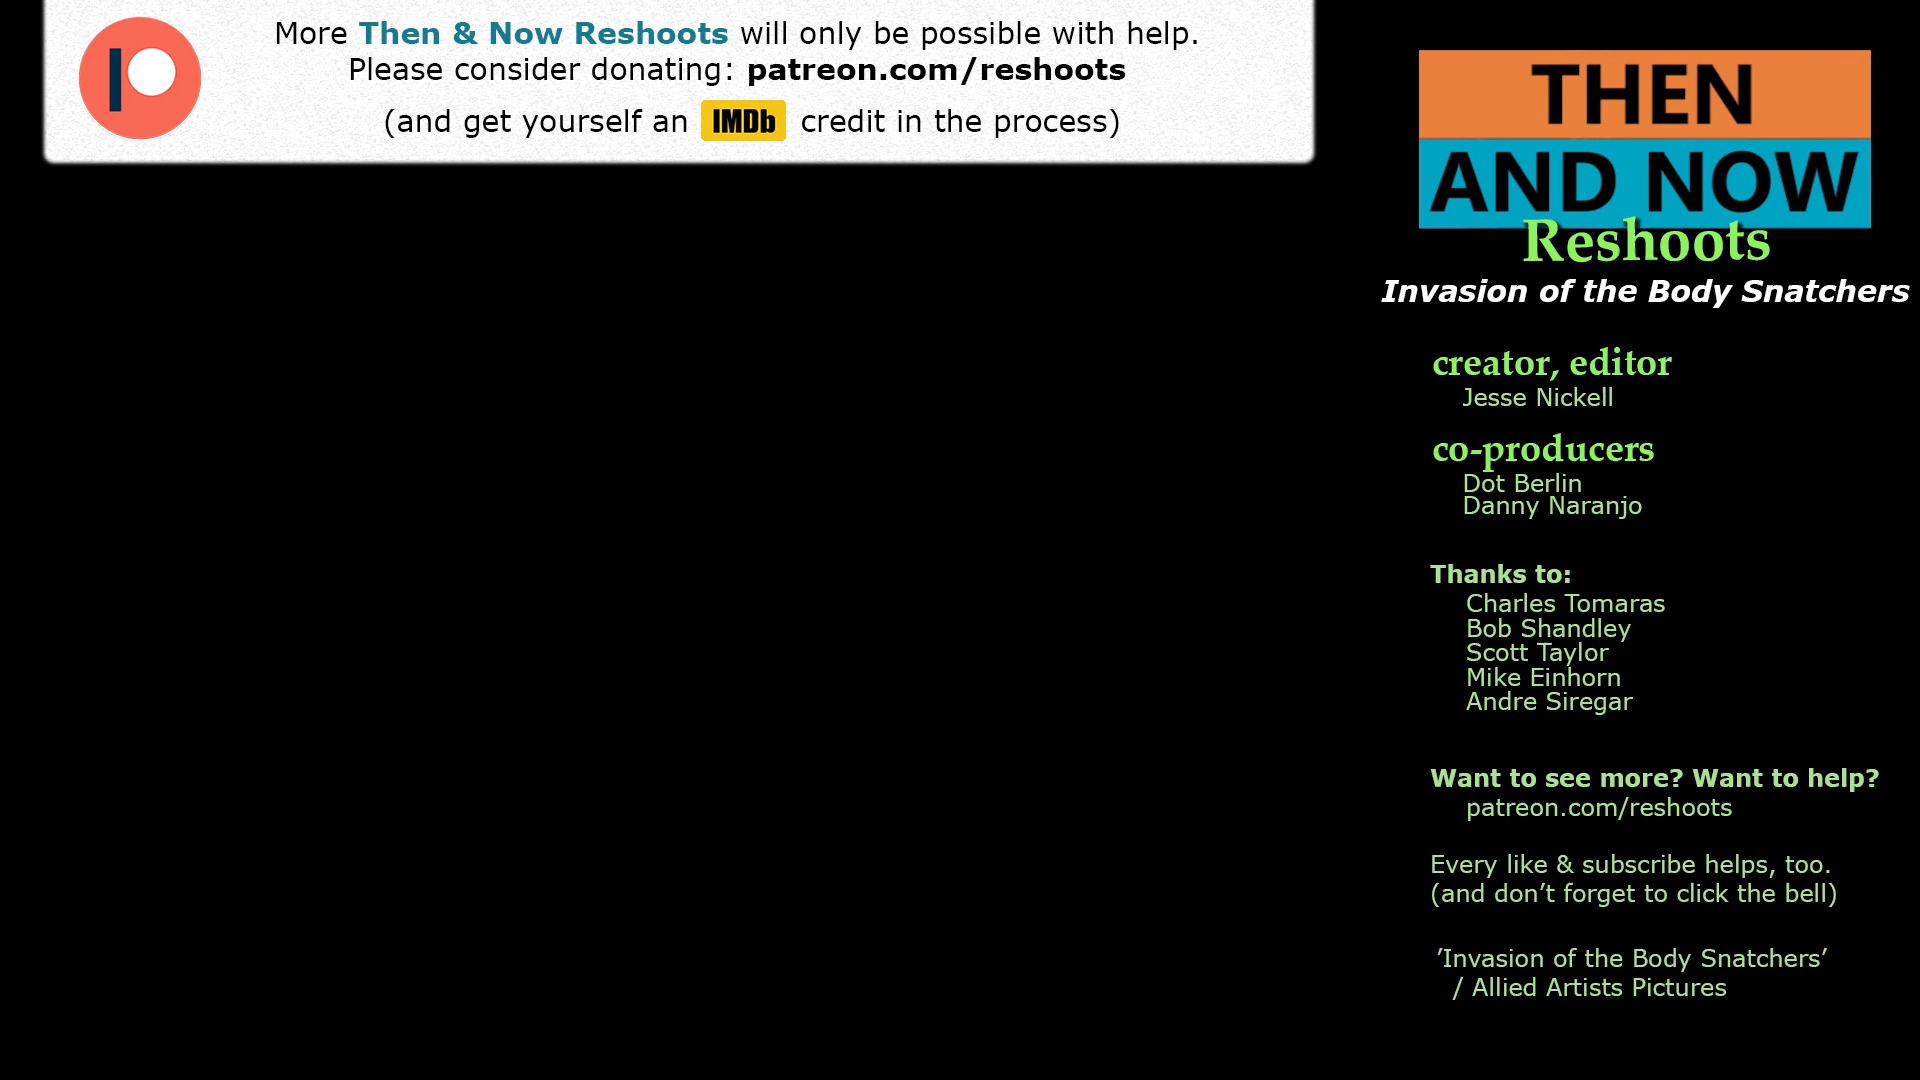 More Then & Now Reshoots will only be possible with help.
Please consider donating: patreon.com/reshoots
(and get yourself an IMDb credit in the process)
THEN
AND NOW
Reshoots
Invasion of the Body Snatchers
creator, editor
Jesse Nickell
co-producers
Dot Berlin
Danny Naranjo
Thanks to:
Charles Tomaras
Bob Shandley
Scott Taylor
Mike Einhorn
Andre Siregar
Want to see more? Want to help?
patreon.com/reshoots
Every like & subscribe helps, too.
(and don’t forget to click the bell)
’Invasion of the Body Snatchers’
/ Allied Artists Pictures